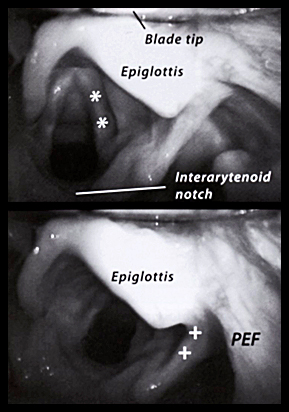 Blade tip
Epiglottis
*
*
Interarytenoid
notch
Epiglottis
+
+
PEF